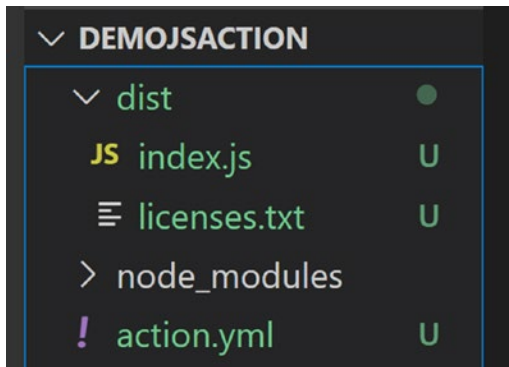 DEMOJSACTION
dist
JS index.js U
licenses.txt U
node_modules
! action.yml U